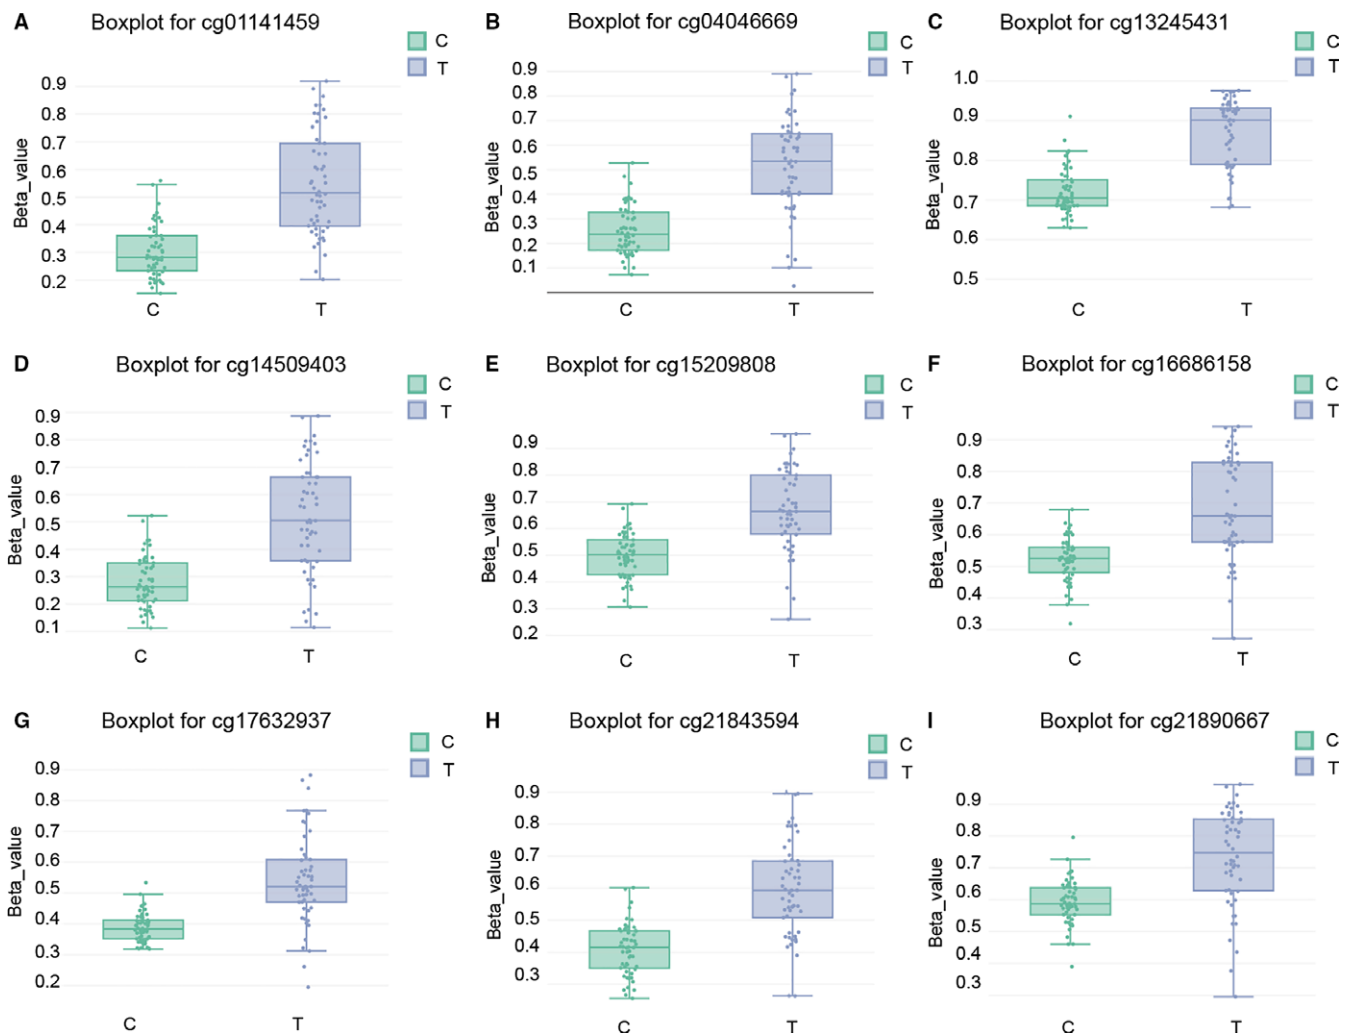 A Boxplot for cg01141459
C
T
Beta_value
0.9
0.8
0.7
0.6
0.5
0.4
0.3
0.2
C T
B Boxplot for cg04046669
C
T
Beta_value
0.9
0.8
0.7
0.6
0.5
0.4
0.3
0.2
0.1
C T
C Boxplot for cg13245431
C
T
Beta_value
1.0
0.9
0.8
0.7
0.6
0.5
C T
D Boxplot for cg14509403
C
T
Beta_value
0.9
0.8
0.7
0.6
0.5
0.4
0.3
0.2
0.1
C T
E Boxplot for cg15209808
C
T
Beta_value
0.9
0.8
0.7
0.6
0.5
0.4
0.3
0.2
C T
F Boxplot for cg16686158
C
T
Beta_value
0.9
0.8
0.7
0.6
0.5
0.4
0.3
C T
G Boxplot for cg17632937
C
T
Beta_value
0.9
0.8
0.7
0.6
0.5
0.4
0.3
0.2
C T
H Boxplot for cg21843594
C
T
Beta_value
0.9
0.8
0.7
0.6
0.5
0.4
0.3
C T
I Boxplot for cg21890667
C
T
Beta_value
0.9
0.8
0.7
0.6
0.5
0.4
0.3
C T